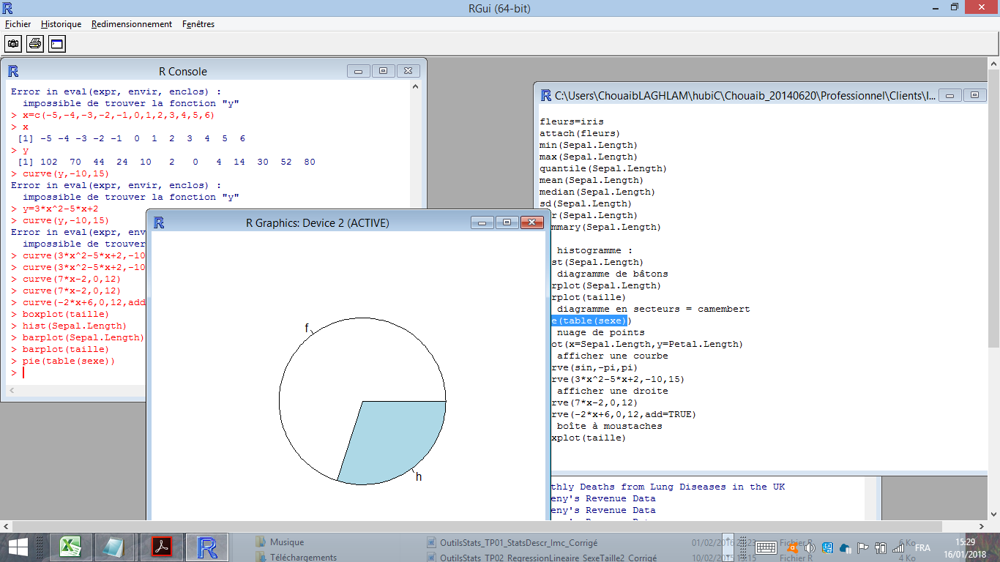 RGui (64-bit)
Fichier Historique Redimensionnement Fenêtres
R Console
Error in eval(expr, envir, enclos) :
impossible de trouver la fonction "y"
> x=c(-5,-4,-3,-2,-1,0,1,2,3,4,5,6)
> x
[1] -5 -4 -3 -2 -1 0 1 2 3 4 5 6
> y
[1] 102 70 44 24 10 2 0 4 14 30 52 80
> curve(y,-10,15)
Error in eval(expr, envir, enclos) :
impossible de trouver la fonction "y"
> y=3*x^2-5*x+2
> curve(y,-10,15)
Error in eval(expr, env
impossible de trouver
> curve(3*x^2-5*x+2,-10
> curve(3*x^2-5*x+2,-10
> curve(7*x-2,0,12)
> curve(7*x-2,0,12)
> curve(-2*x+6,0,12,add
> boxplot(taille)
> hist(Sepal.Length)
> barplot(Sepal.Length)
> barplot(taille)
> pie(table(sexe))
>
R Graphics: Device 2 (ACTIVE)
f
h
C:\Users\ChouaibLAGHLAM\hubiC\Chouaib_20140620\Professionnel\Clients\I...
fleurs=iris
attach(fleurs)
min(Sepal.Length)
max(Sepal.Length)
quantile(Sepal.Length)
mean(Sepal.Length)
median(Sepal.Length)
sd(Sepal.Length)
r(Sepal.Length)
mmary(Sepal.Length)
histogramme :
st(Sepal.Length)
diagramme de bâtons
rplot(Sepal.Length)
rplot(taille)
diagramme en secteurs = camembert
e(table(sexe))
nuage de points
ot(x=Sepal.Length,y=Petal.Length)
afficher une courbe
rve(sin,-pi,pi)
rve(3*x^2-5*x+2,-10,15)
afficher une droite
rve(7*x-2,0,12)
rve(-2*x+6,0,12,add=TRUE)
boîte à moustaches
xplot(taille)
thly Deaths from Lung Diseases in the UK
eny's Revenue Data
eny's Revenue Data
Musique
Téléchargements
OutilsStats_TP01_StatsDescr_Imc_Corrigé
OutilsStats_TP02_RegressionLineaire_SexeTaille2_Corrigé
01/02/2016
10/02/2016
Fichier R
Fichier R
6 Ko
4 Ko
FRA
15:29
16/01/2018